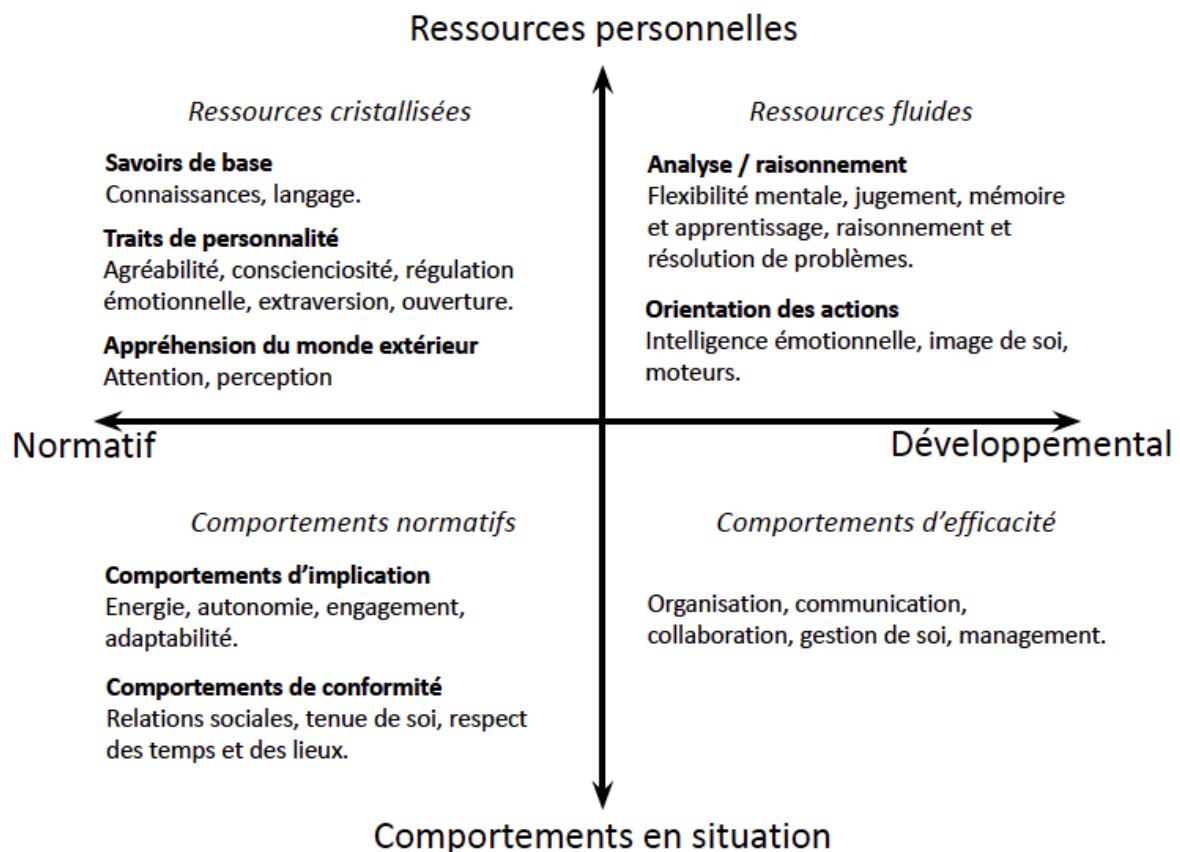 Ressources personnelles
Ressources cristallisées
Savoirs de base
Connaissances, langage.
Traits de personnalité
Agréabilité, conscienciosité, régulation
émotionnelle, extraversion, ouverture.
Appréhension du monde extérieur
Attention, perception
Ressources fluides
Analyse / raisonnement
Flexibilité mentale, jugement, mémoire
et apprentissage, raisonnement et
résolution de problèmes.
Orientation des actions
Intelligence émotionnelle, image de soi,
moteurs.
Normatif
Développemental
Comportements normatifs
Comportements d’implication
Energie, autonomie, engagement,
adaptabilité.
Comportements de conformité
Relations sociales, tenue de soi, respect
des temps et des lieux.
Comportements d’efficacité
Organisation, communication,
collaboration, gestion de soi, management.
Comportements en situation